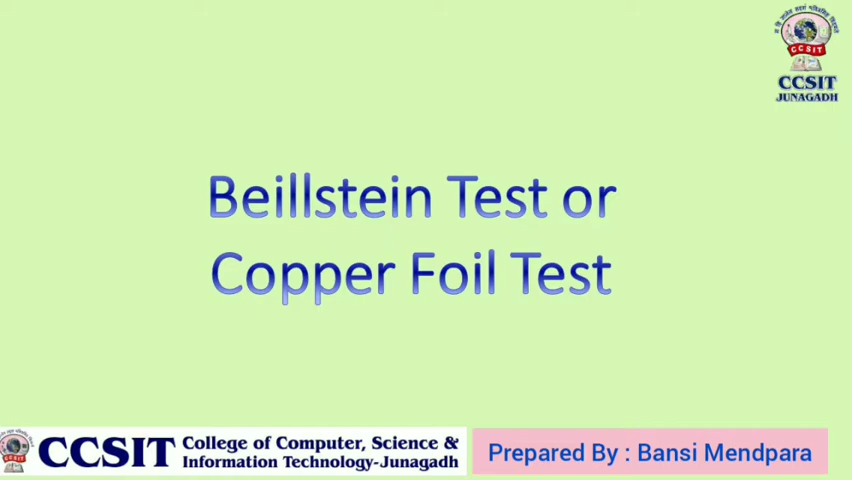 CCSIT
CCSIT
JUNAGADH
Beillstein Test or
Copper Foil Test
CCSIT College of Computer, Science &
Information Technology-Junagadh
Prepared By : Bansi Mendpara